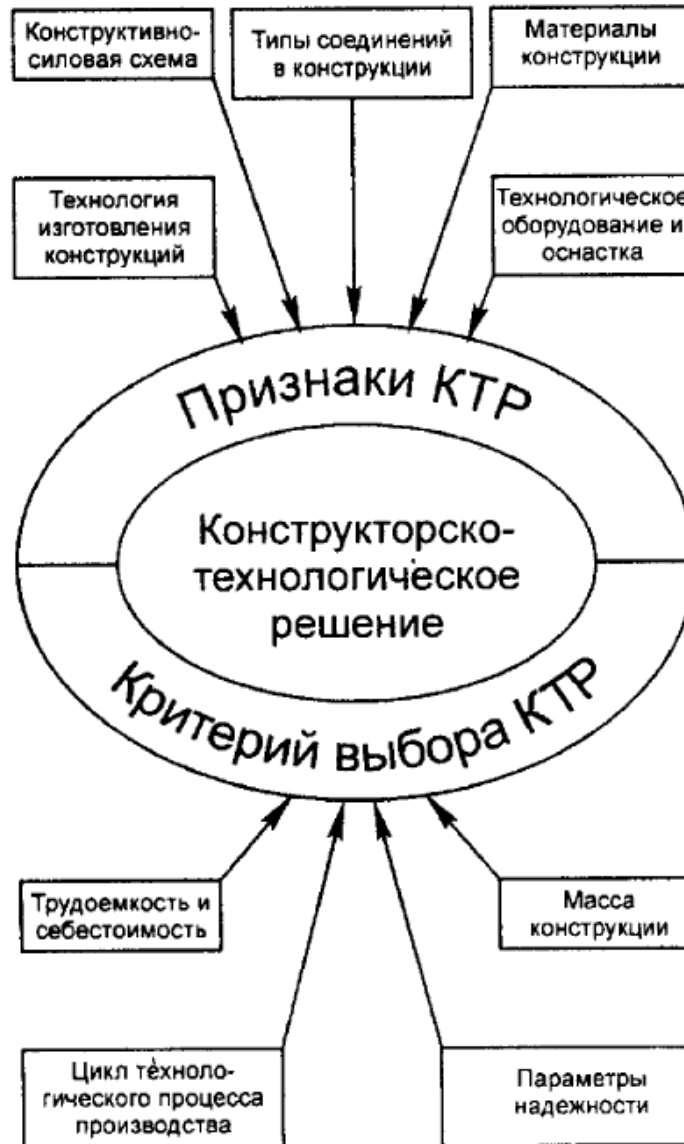 Конструктивно-
силовая схема
Типы соединений
в конструкции
Материалы
конструкции
Технология
изготовления
конструкций
Технологическое
оборудование и
оснастка
Признаки КТР
Конструкторско-
технологическое
решение
Критерий выбора КТР
Трудоемкость и
себестоимость
Масса
конструкции
Цикл техноло-
гического процесса
производства
Параметры
надежности